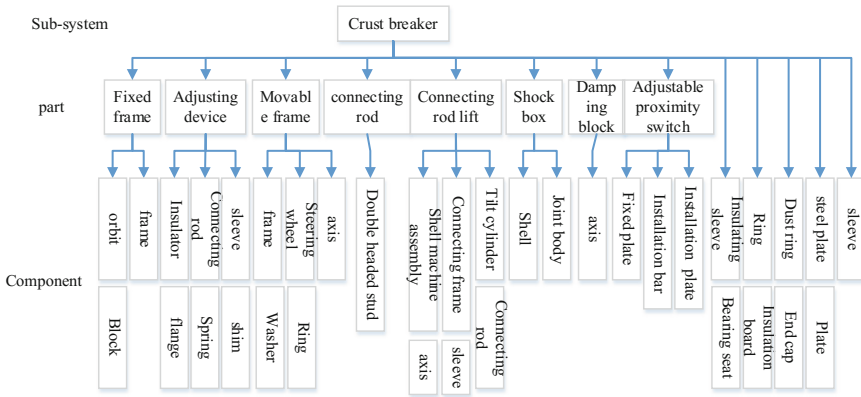 Sub-system
Crust breaker
part
Fixed
frame
Adjusting
device
Movabl
e frame
connecting
rod
Connecting
rod lift
Shock
box
Damp
ing
block
Adjustable
proximity
switch
Component
orbit
frame
Insulator
Connecting
rod
sleeve
frame
Steering
wheel
axis
Double headed stud
Shell machine
assembly
Connecting frame
Tilt cylinder
Shell
Joint body
axis
Fixed plate
Installation bar
Installation plate
Insulating
sleeve
Ring
Dust ring
steel plate
sleeve
Block
flange
Spring
shim
Washer
Ring
axis
sleeve
Connecting
rod
Bearing seat
Insulation
board
End cap
Plate